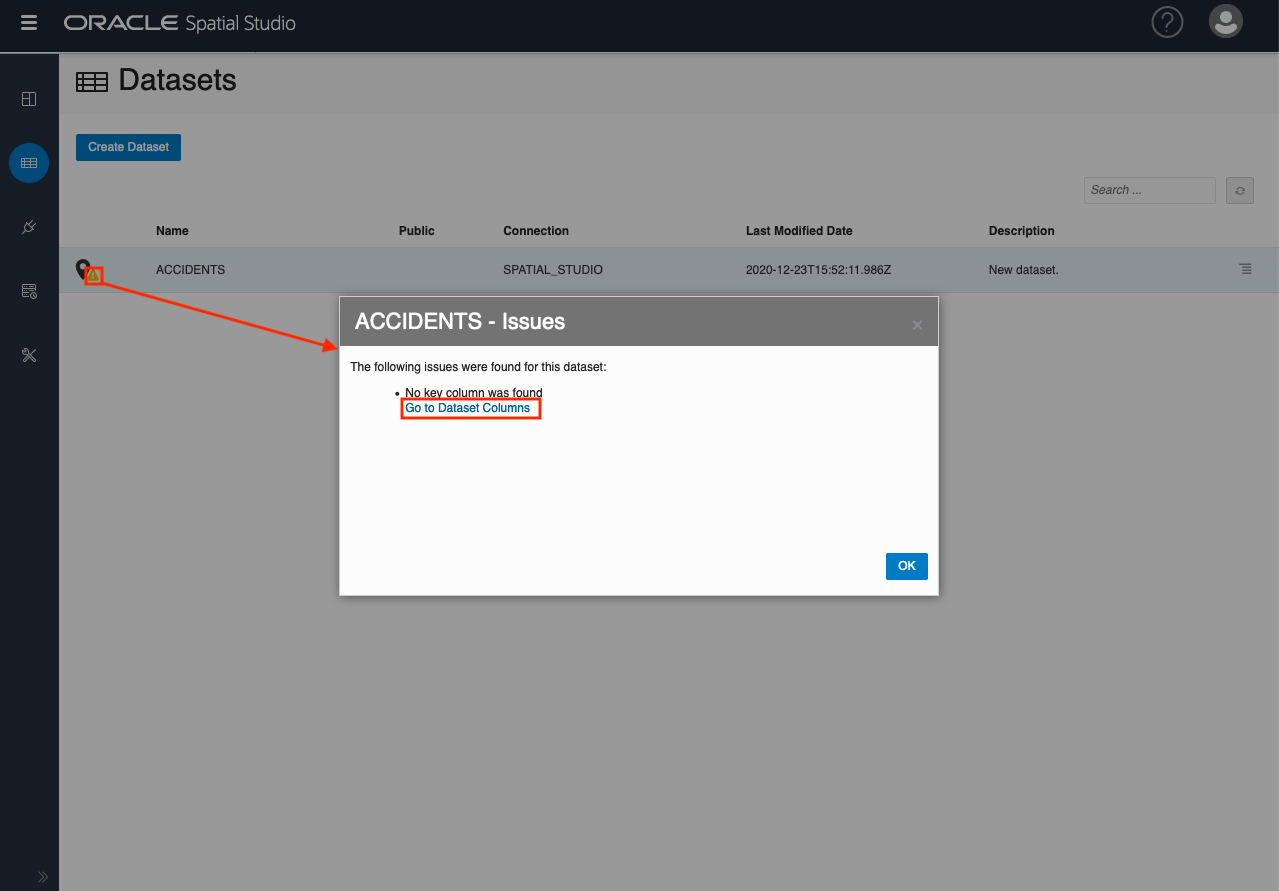 ORACLE Spatial Studio
?
Datasets
Create Dataset
Search ...
Name Public Connection Last Modified Date Description
ACCIDENTS SPATIAL_STUDIO 2020-12-23T15:52:11.986Z New dataset.
ACCIDENTS - Issues
The following issues were found for this dataset:
• No key column was found
Go to Dataset Columns
OK